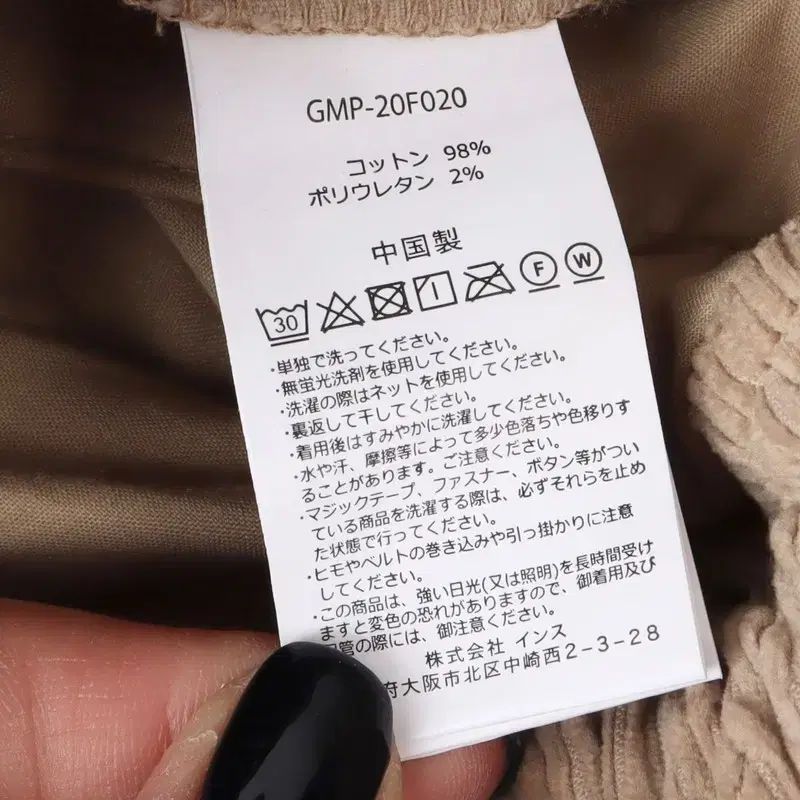 GMP-20F020
コットン 98%
ポリウレタン 2%
中国製
30 F W
・単独で洗ってください。
・無蛍光洗剤を使用してください。
・洗濯の際はネットを使用してください。
・裏返して干してください。
・着用後はすみやかに洗濯してください。
・水や汗、摩擦等によって多少色落ちや色移りす
ることがあります。ご注意ください。
・マジックテープ、ファスナー、ボタン等がつい
ている商品を洗濯する際は、必ずそれらを止め
た状態で行ってください。
・ヒモやベルトの巻き込みや引っ掛かりに注意
してください。
・この商品は、強い日光(又は照明)を長時間受け
ますと変色の恐れがありますので、御着用及び
管の際には、御注意ください。
株式会社 インス
府大阪市北区中崎西2-3-28